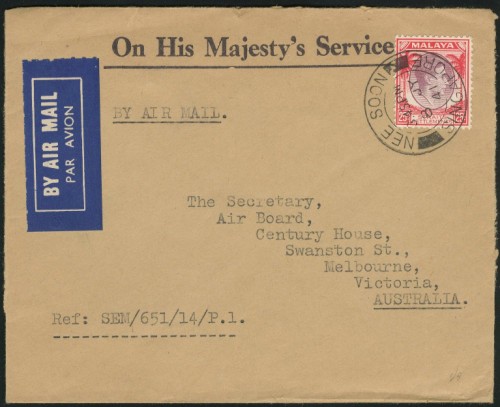 On His Majesty's Service
MALAYA
BY AIR MAIL
PAR AVION
BY AIR MAIL.
The Secretary,
Air Board,
Century House,
Swanston St.,
Melbourne,
Victoria,
AUSTRALIA.
Ref: SEM/651/14/P.1.